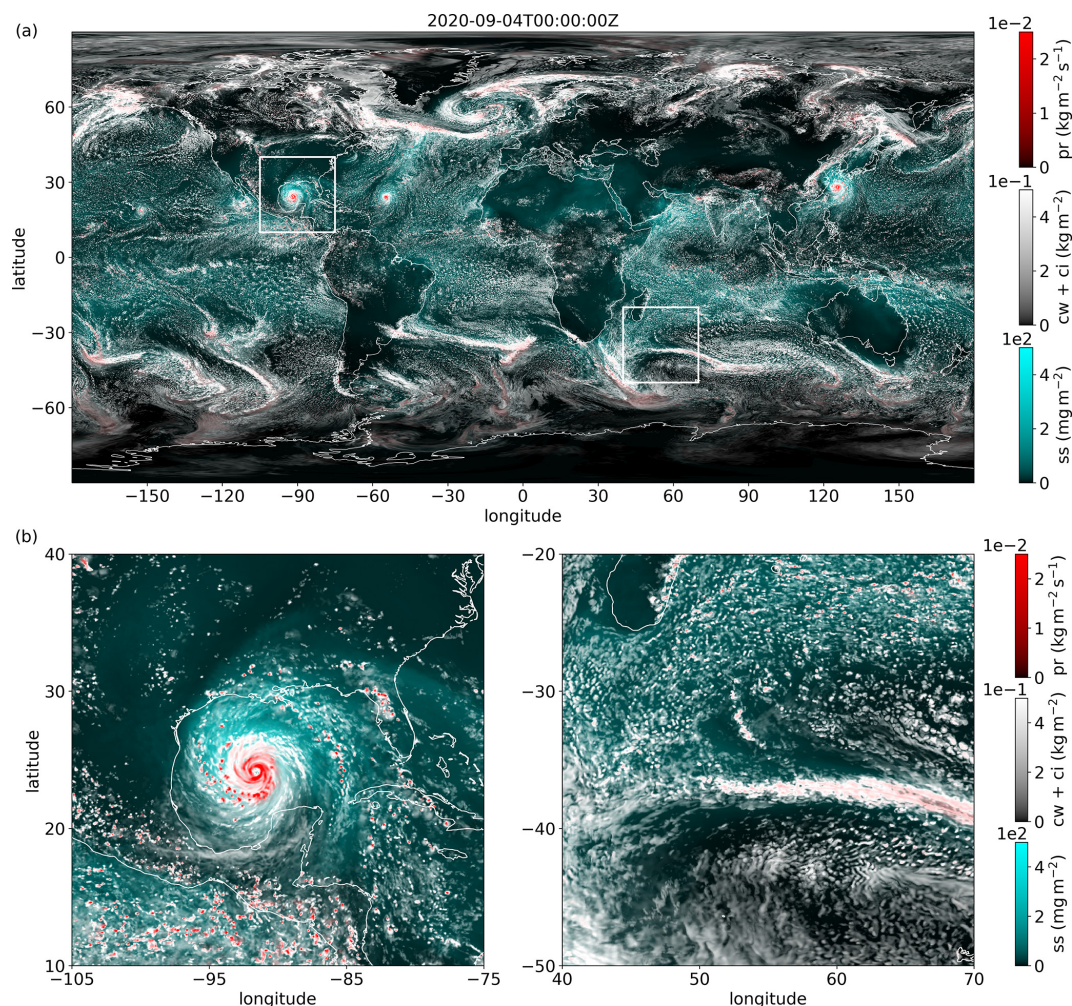 2020-09-04T00:00:00Z
(a)
60
30
0
−30
−60
latitude
−150
−120
−90
−60
−30
0
30
60
90
120
150
longitude
1e−2
2
1
0
pr (kg m−2 s−1)
1e−1
4
2
0
cw + ci (kg m−2)
1e2
4
2
0
ss (mg m−2)
(b)
40
30
20
10
latitude
−105
−95
−85
−75
longitude
−20
−30
−40
−50
latitude
40
50
60
70
longitude
1e−2
2
1
0
pr (kg m−2 s−1)
1e−1
4
2
0
cw + ci (kg m−2)
1e2
4
2
0
ss (mg m−2)